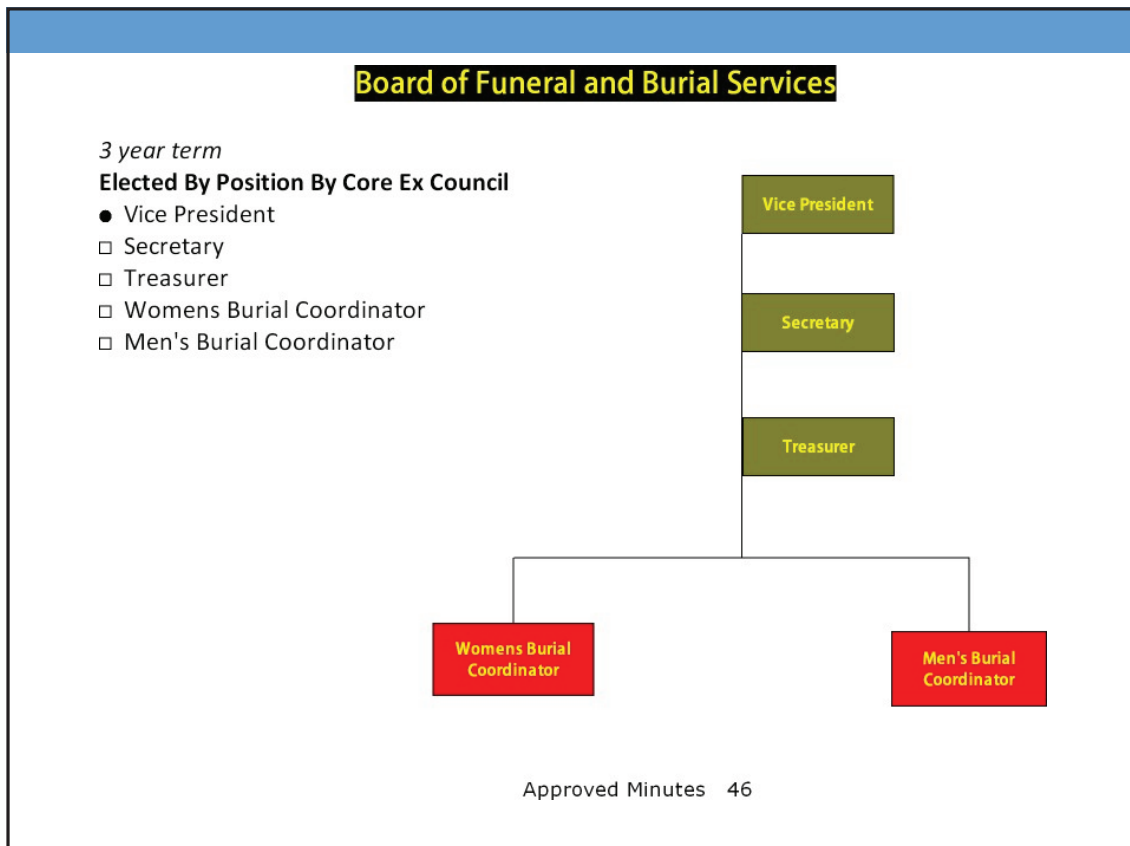 Board of Funeral and Burial Services
3 year term
Elected By Position By Core Ex Council
● Vice President
□ Secretary
□ Treasurer
□ Womens Burial Coordinator
□ Men's Burial Coordinator
Vice President
Secretary
Treasurer
Womens Burial
Coordinator
Men's Burial
Coordinator
Approved Minutes 46